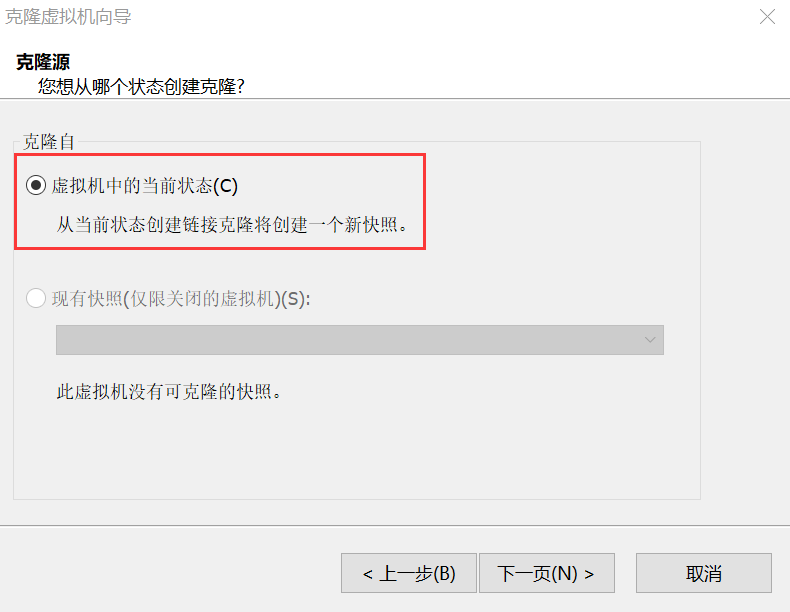 克隆虚拟机向导
克隆源
您想从哪个状态创建克隆?
克隆自
虚拟机中的当前状态(C)
从当前状态创建链接克隆将创建一个新快照。
现有快照(仅限关闭的虚拟机)(S):
此虚拟机没有可克隆的快照。
< 上一步(B)
下一页(N) >
取消